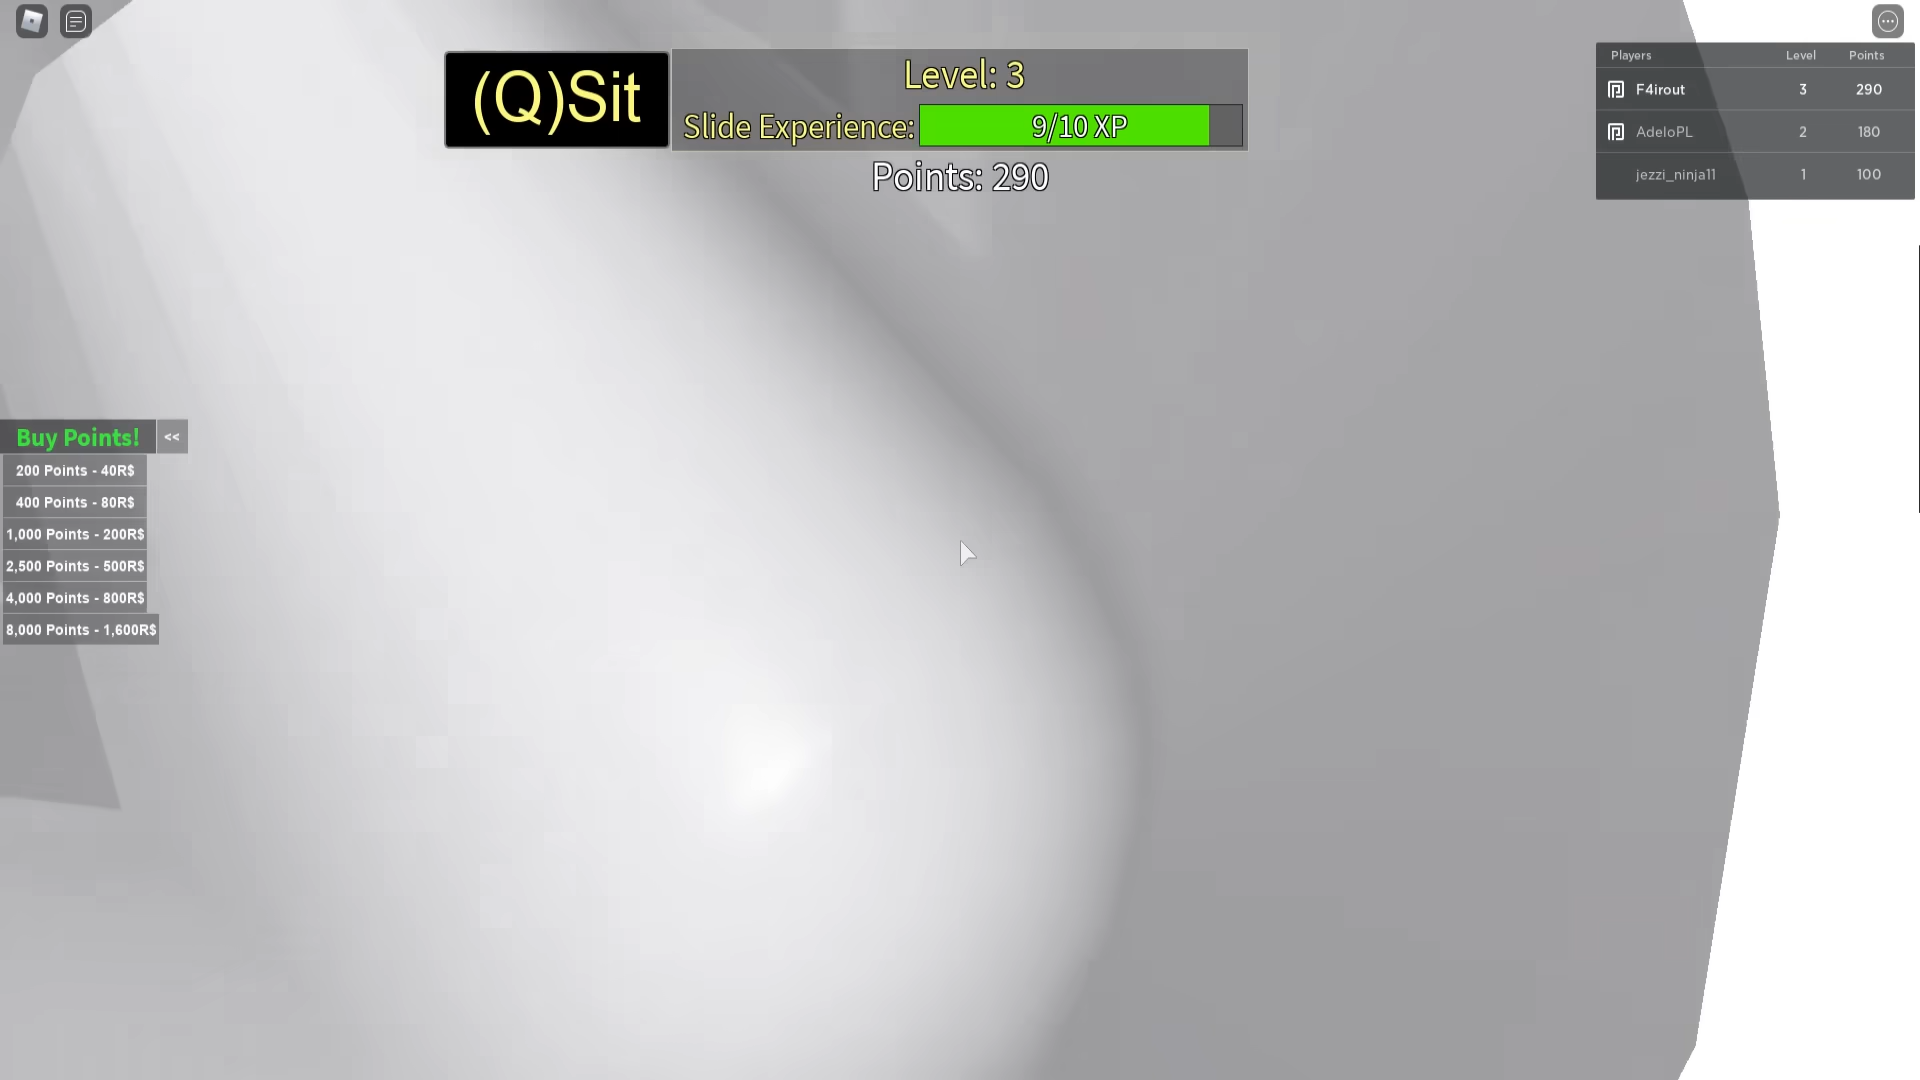 (Q)Sit
Level: 3
Slide Experience: 9/10 XP
Points: 290
Players Level Points
F4irout 3 290
AdeloPL 2 180
jezzi_ninja11 1 100
Buy Points! <<
200 Points - 40R$
400 Points - 80R$
1,000 Points - 200R$
2,500 Points - 500R$
4,000 Points - 800R$
8,000 Points - 1,600R$